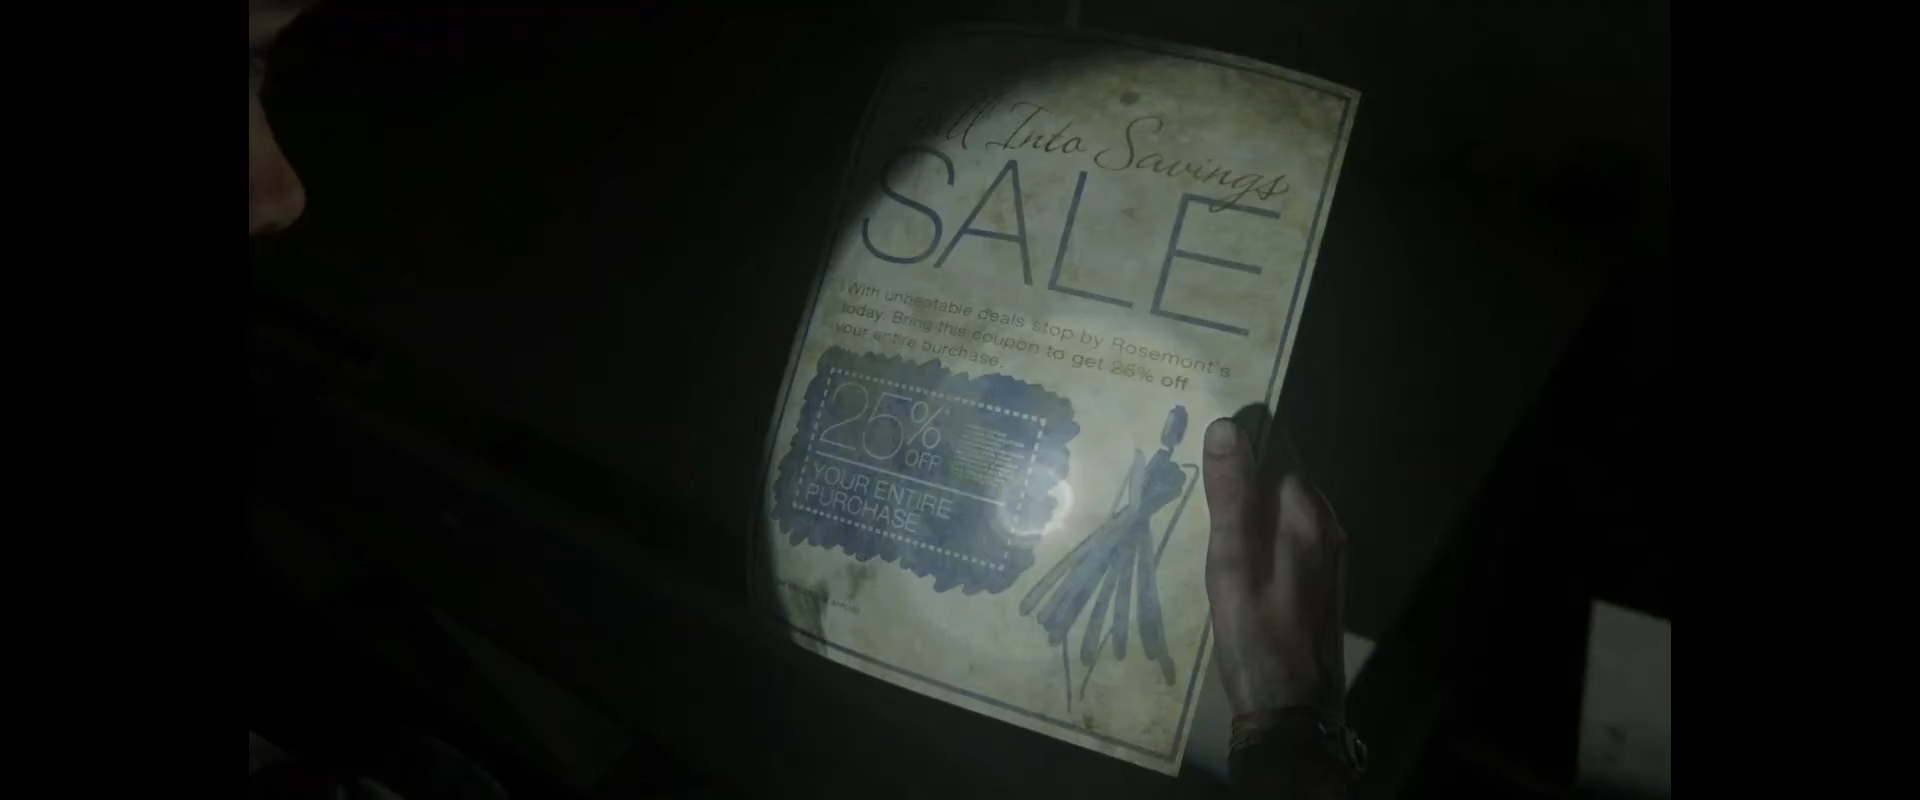 Into Savings
SALE
With unbeatable deals stop by Rosemont's
today. Bring this coupon to get 25% off
your entire purchase.
25%
OFF
YOUR ENTIRE
PURCHASE